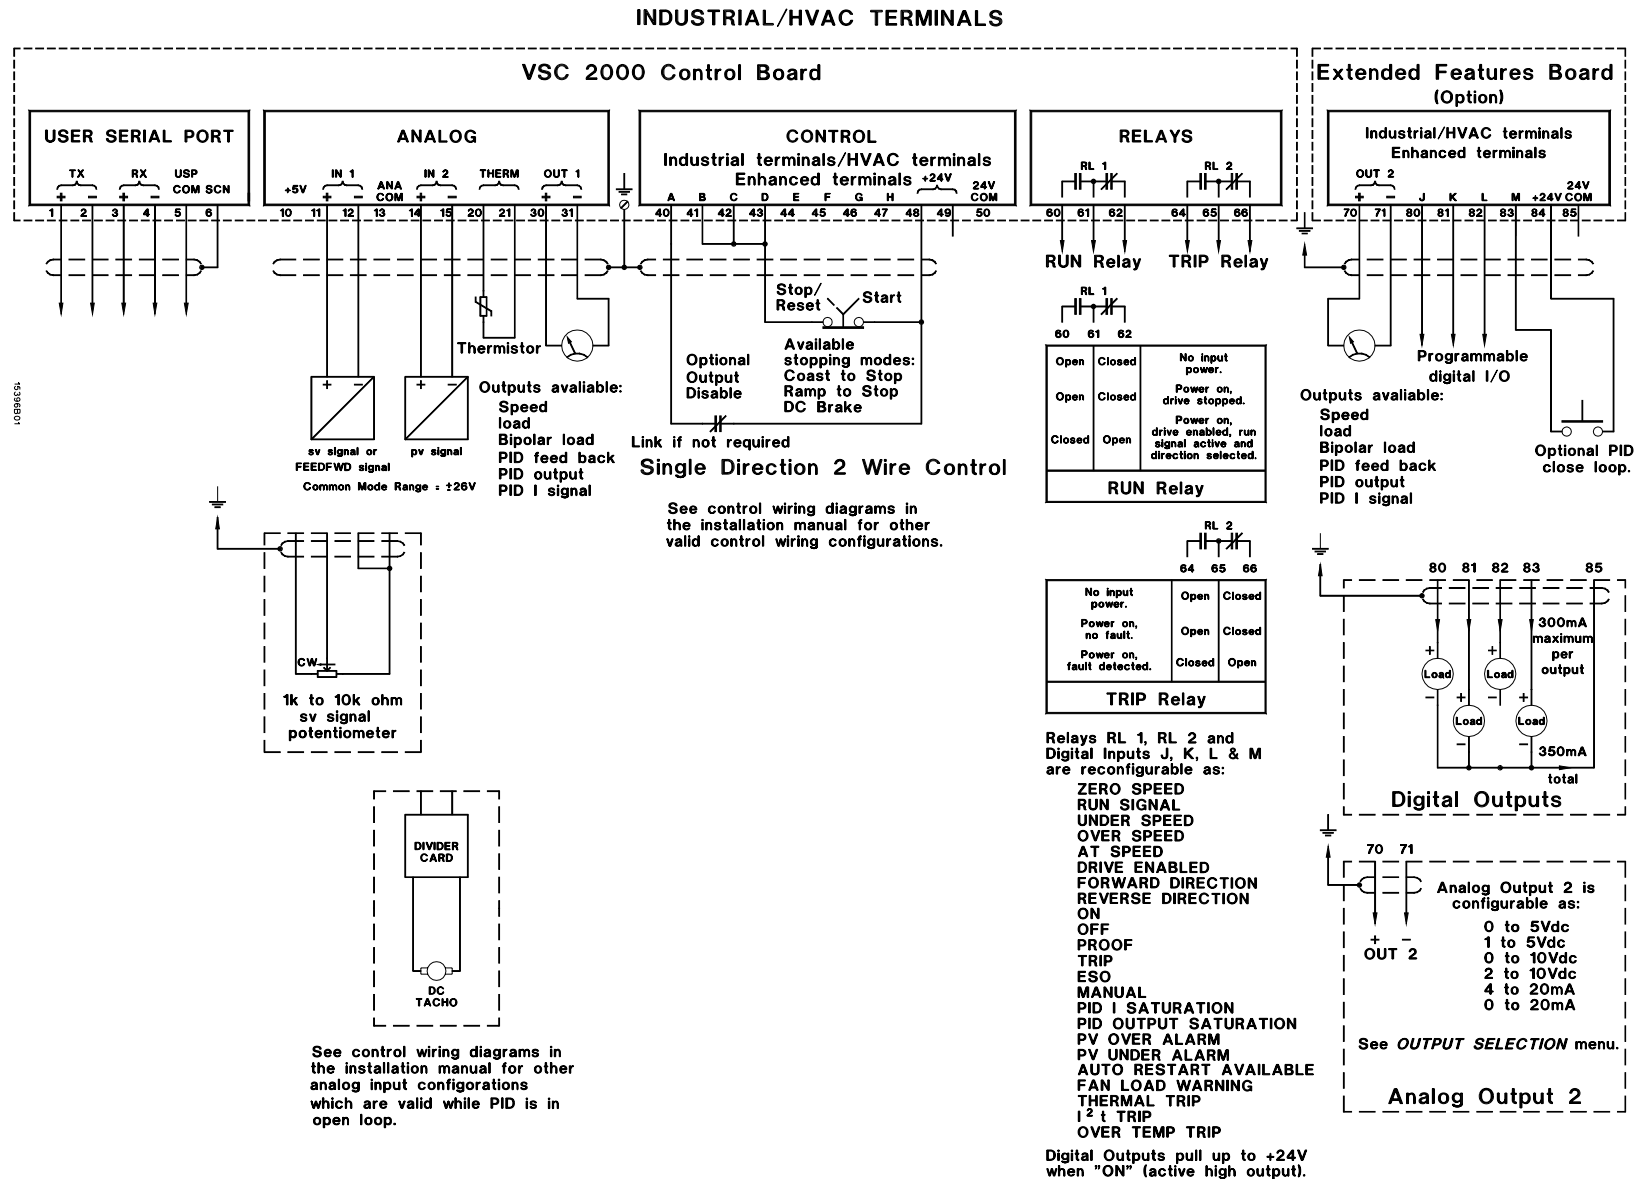 INDUSTRIAL/HVAC TERMINALS
VSC 2000 Control Board
USER SERIAL PORT
TX RX USP
COM SCN
+ − + −
1 2 3 4 5 6
ANALOG
+5V IN 1 ANA
COM IN 2 THERM OUT 1
+ − + − + −
10 11 12 13 14 15 20 21 30 31
CONTROL
Industrial terminals/HVAC terminals
Enhanced terminals +24V
24V
COM
A B C D E F G H
40 41 42 43 44 45 46 47 48 49 50
RELAYS
RL 1 RL 2
60 61 62 64 65 66
RUN Relay TRIP Relay
Extended Features Board
(Option)
Industrial/HVAC terminals
Enhanced terminals
OUT 2
24V
+ − J K L M +24V COM
70 71 80 81 82 83 84 85
Thermistor
+ −
sv signal or
FEEDFWD signal
+ −
pv signal
Common Mode Range = ±26V
Outputs avaliable:
Speed
load
Bipolar load
PID feed back
PID output
PID I signal
Stop/
Reset
Start
Available
stopping modes:
Coast to Stop
Ramp to Stop
DC Brake
Optional
Output
Disable
Link if not required
Single Direction 2 Wire Control
See control wiring diagrams in
the installation manual for other
valid control wiring configurations.
RL 1
60 61 62
Open Closed No input
power.
Open Closed Power on,
drive stopped.
Closed Open Power on,
drive enabled, run
signal active and
direction selected.
RUN Relay
RL 2
64 65 66
No input
power. Open Closed
Power on,
no fault. Open Closed
Power on,
fault detected. Closed Open
TRIP Relay
Relays RL 1, RL 2 and
Digital Inputs J, K, L & M
are reconfigurable as:
ZERO SPEED
RUN SIGNAL
UNDER SPEED
OVER SPEED
AT SPEED
DRIVE ENABLED
FORWARD DIRECTION
REVERSE DIRECTION
ON
OFF
PROOF
TRIP
ESO
MANUAL
PID I SATURATION
PID OUTPUT SATURATION
PV OVER ALARM
PV UNDER ALARM
AUTO RESTART AVAILABLE
FAN LOAD WARNING
THERMAL TRIP
I² t TRIP
OVER TEMP TRIP
Digital Outputs pull up to +24V
when "ON" (active high output).
Programmable
digital I/O
Outputs avaliable:
Speed
load
Bipolar load
PID feed back
PID output
PID I signal
Optional PID
close loop.
80 81 82 83 85
300mA
maximum
per
output
+ Load −
+ Load −
+ Load −
+ Load −
350mA
total
Digital Outputs
70 71
+ −
OUT 2
Analog Output 2 is
configurable as:
0 to 5Vdc
1 to 5Vdc
0 to 10Vdc
2 to 10Vdc
4 to 20mA
0 to 20mA
See OUTPUT SELECTION menu.
Analog Output 2
CW
1k to 10k ohm
sv signal
potentiometer
DIVIDER
CARD
DC
TACHO
See control wiring diagrams in
the installation manual for other
analog input configorations
which are valid while PID is in
open loop.
15396B01